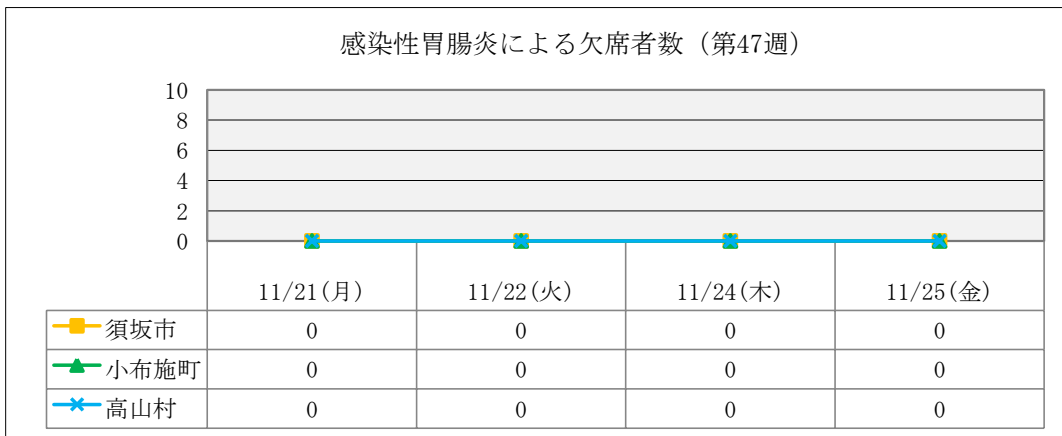 感染性胃腸炎による欠席者数（第47週）
10
8
6
4
2
0
11/21(月) 11/22(火) 11/24(木) 11/25(金)
須坂市 0 0 0 0
小布施町 0 0 0 0
高山村 0 0 0 0